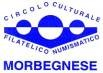 CIRCOLO CULTURALE
FILATELICO NUMISMATICO
MORBEGNESE